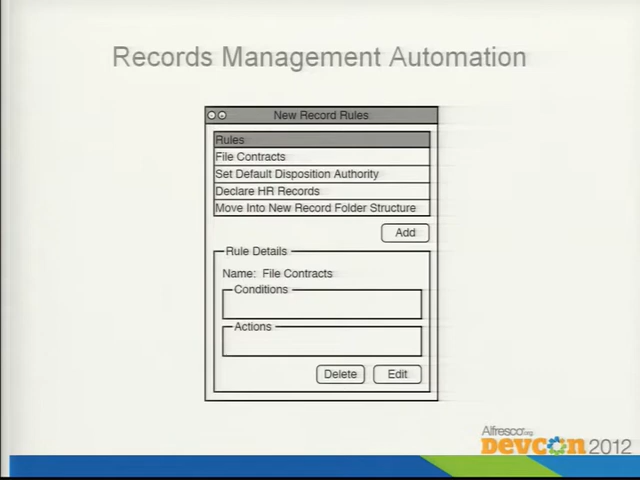 Records Management Automation
New Record Rules
Rules
File Contracts
Set Default Disposition Authority
Declare HR Records
Move Into New Record Folder Structure
Add
Rule Details
Name: File Contracts
Conditions
Actions
Delete
Edit
Alfresco.org
DEVCON 2012